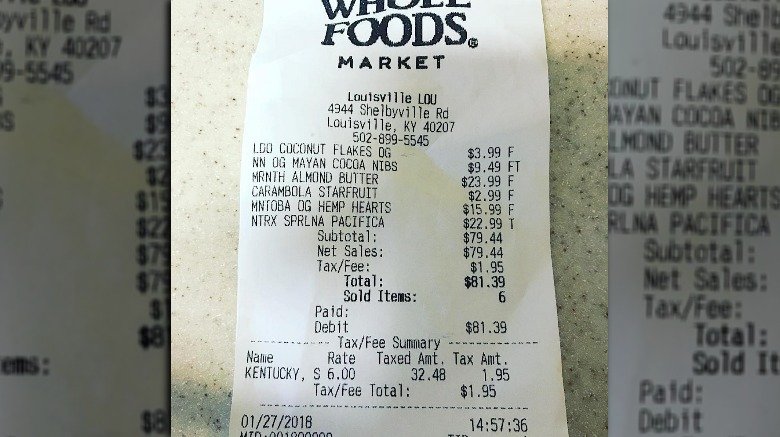 WHOLE
FOODS
MARKET
Louisville LOU
4944 Shelbyville Rd
Louisville, KY 40207
502-899-5545
LDO COCONUT FLAKES OG $3.99 F
NN OG MAYAN COCOA NIBS $9.49 FT
MRNTH ALMOND BUTTER $23.99 F
CARAMBOLA STARFRUIT $2.99 F
MNTOBA OG HEMP HEARTS $15.99 F
NTRX SPRLNA PACIFICA $22.99 T
Subtotal: $79.44
Net Sales: $79.44
Tax/Fee: $1.95
Total: $81.39
Sold Items: 6
Paid:
Debit $81.39
Tax/Fee Summary
Name Rate Taxed Amt. Tax Amt.
KENTUCKY, S 6.00 32.48 1.95
Tax/Fee Total: $1.95
01/27/2018 14:57:36